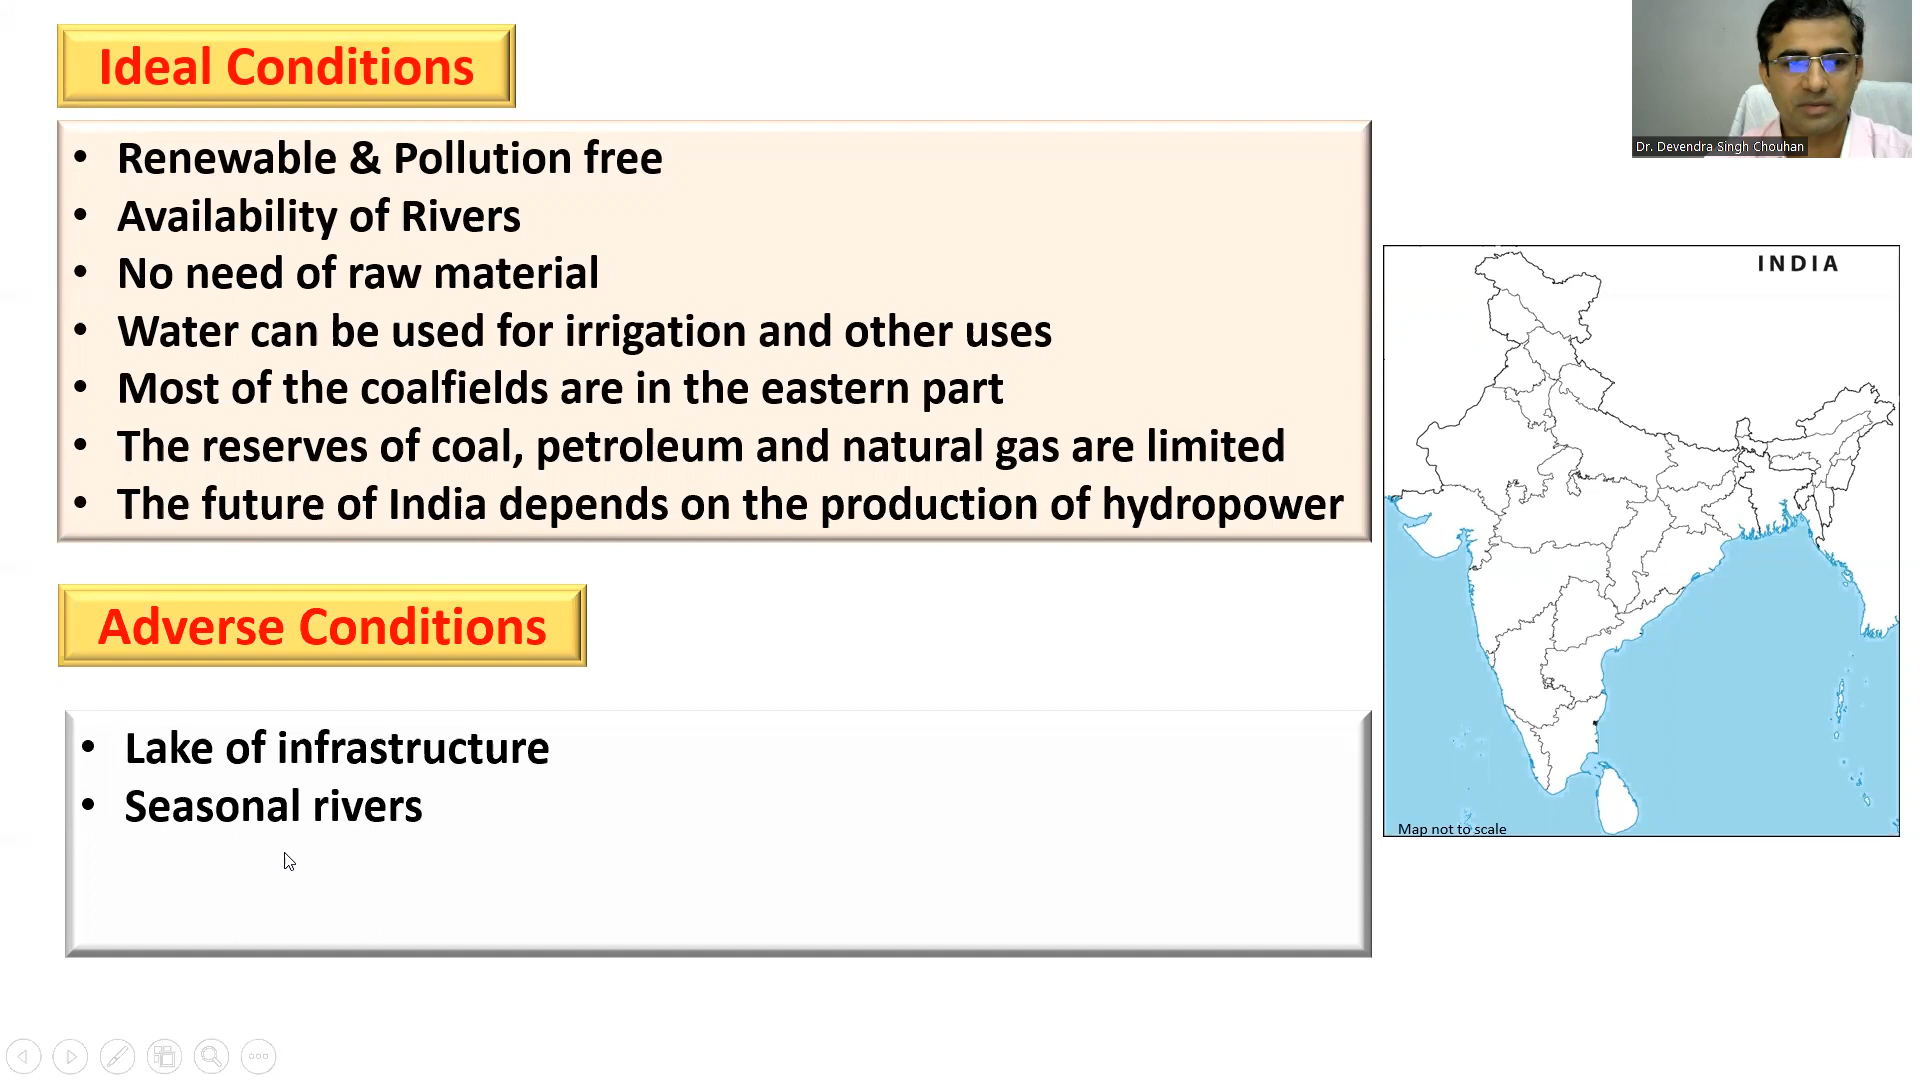 Ideal Conditions
• Renewable & Pollution free
• Availability of Rivers
• No need of raw material
• Water can be used for irrigation and other uses
• Most of the coalfields are in the eastern part
• The reserves of coal, petroleum and natural gas are limited
• The future of India depends on the production of hydropower
Adverse Conditions
• Lake of infrastructure
• Seasonal rivers
Dr. Devendra Singh Chouhan
INDIA
Map not to scale